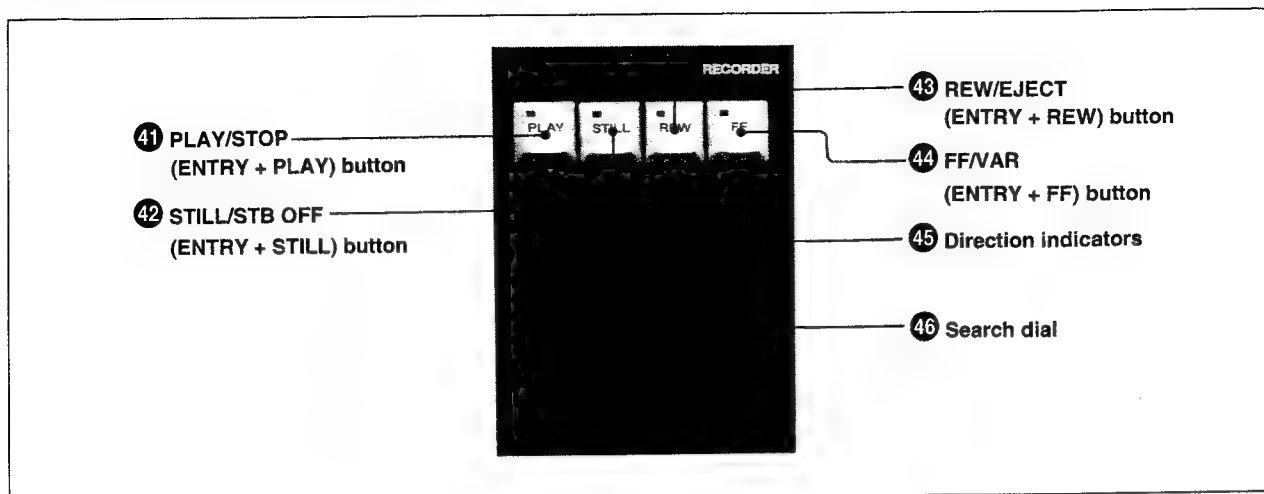 RECORDER
PLAY
STILL
REW
FF
41 PLAY/STOP
(ENTRY + PLAY) button
42 STILL/STB OFF
(ENTRY + STILL) button
43 REW/EJECT
(ENTRY + REW) button
44 FF/VAR
(ENTRY + FF) button
45 Direction indicators
46 Search dial